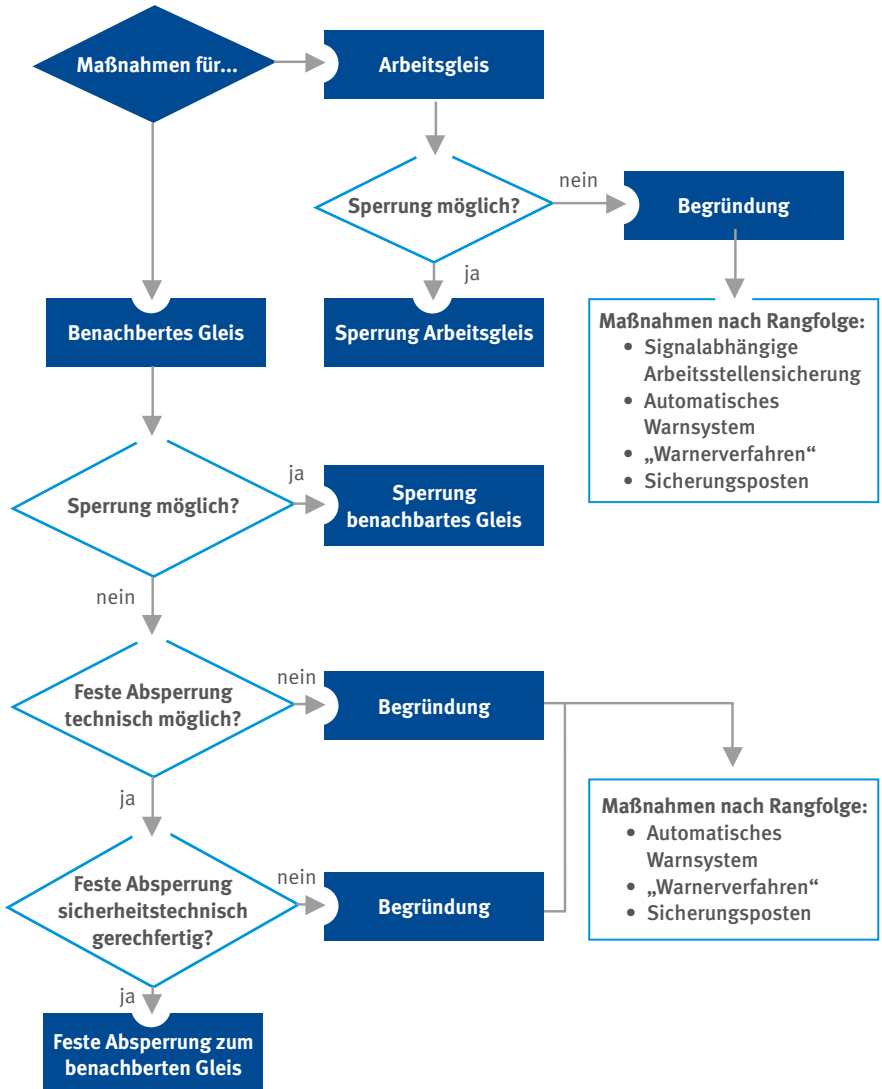 Maßnahmen für...
Arbeitsgleis
Sperrung möglich?
nein
Begründung
ja
Sperrung Arbeitsgleis
Maßnahmen nach Rangfolge:
• Signalabhängige
Arbeitsstellensicherung
• Automatisches
Warnsystem
• „Warnerverfahren“
• Sicherungsposten
Benachbertes Gleis
Sperrung möglich?
ja
Sperrung
benachbartes Gleis
nein
Feste Absperrung
technisch möglich?
nein
Begründung
ja
Feste Absperrung
sicherheitstechnisch
gerechfertig?
nein
Begründung
Maßnahmen nach Rangfolge:
• Automatisches
Warnsystem
• „Warnerverfahren“
• Sicherungsposten
ja
Feste Absperrung zum
benachberten Gleis